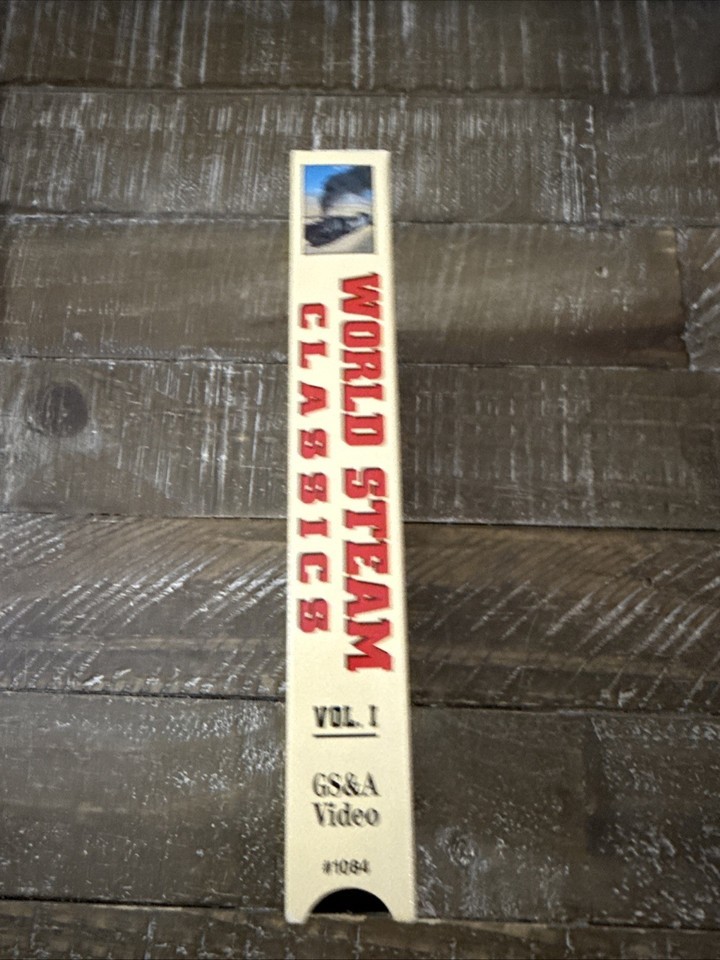 WORLD STEAM
CLASSICS
VOL. I
GS&A
Video
#1084